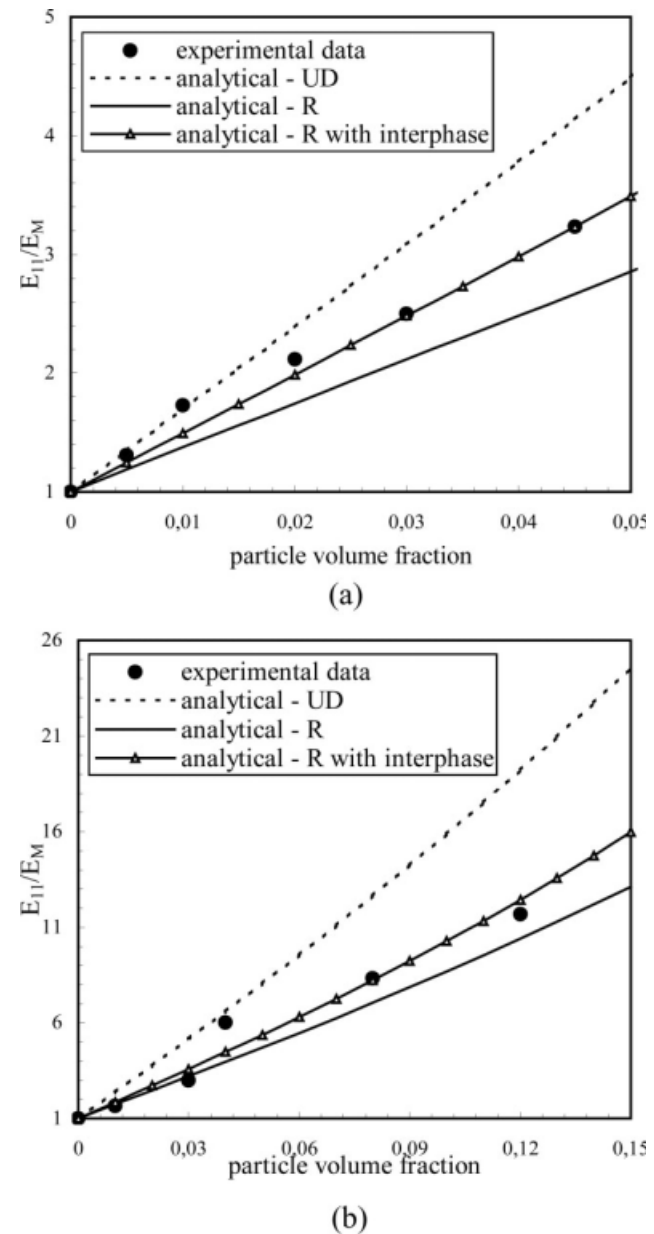 5
experimental data
analytical - UD
analytical - R
analytical - R with interphase
4
3
2
1
E11/EM
0 0,01 0,02 0,03 0,04 0,05
particle volume fraction
(a)
26
experimental data
analytical - UD
analytical - R
analytical - R with interphase
21
16
11
6
1
E11/EM
0 0,03 0,06 0,09 0,12 0,15
particle volume fraction
(b)